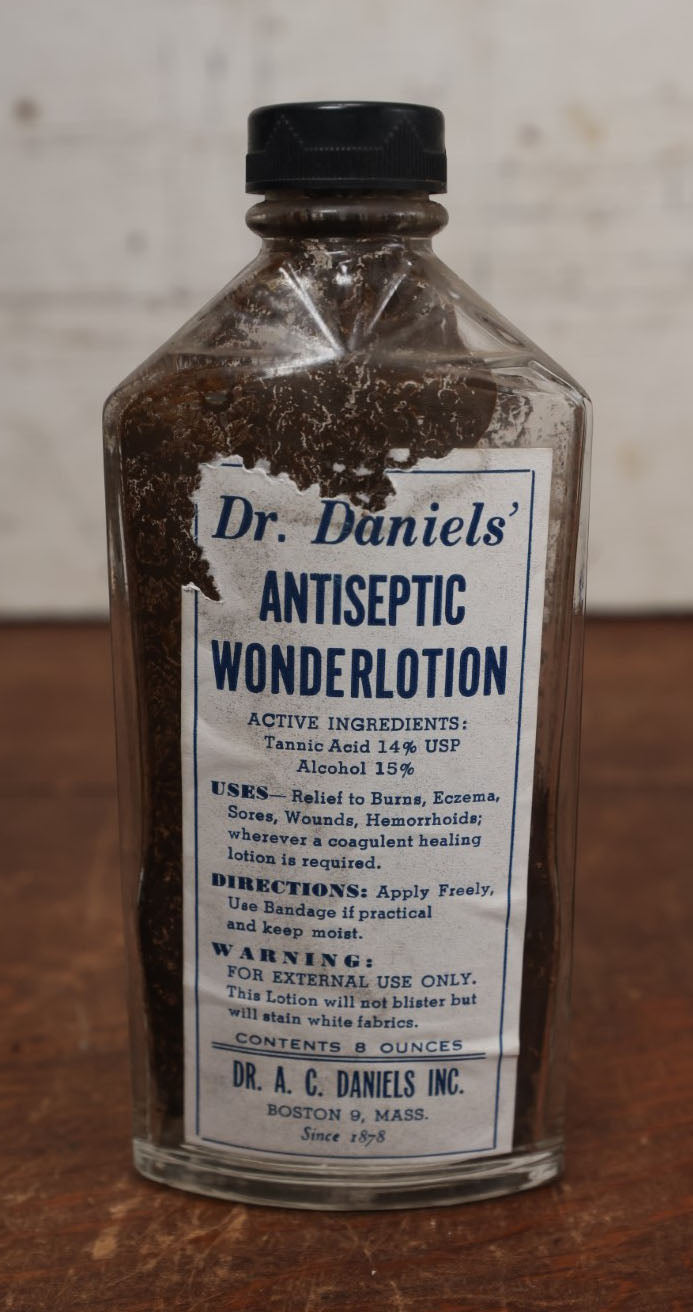 Dr. Daniels'
ANTISEPTIC
WONDERLOTION
ACTIVE INGREDIENTS:
Tannic Acid 14% USP
Alcohol 15%
USES— Relief to Burns, Eczema,
Sores, Wounds, Hemorrhoids;
wherever a coagulent healing
lotion is required.
DIRECTIONS: Apply Freely,
Use Bandage if practical
and keep moist.
WARNING:
FOR EXTERNAL USE ONLY.
This Lotion will not blister but
will stain white fabrics.
CONTENTS 8 OUNCES
DR. A. C. DANIELS INC.
BOSTON 9, MASS.
Since 1878